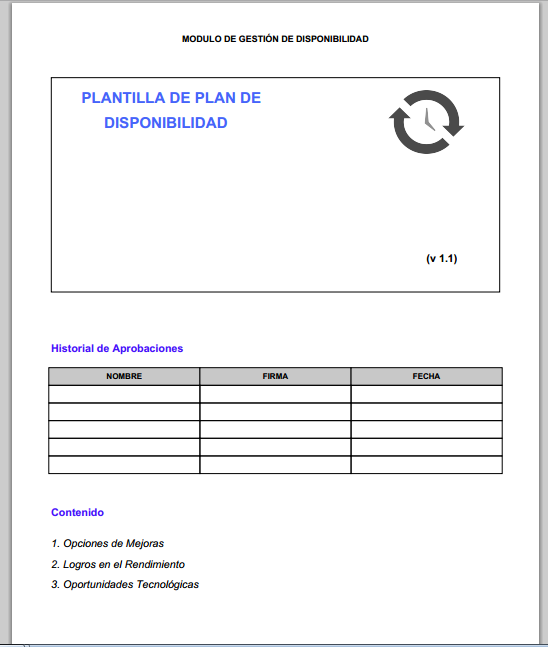 MODULO DE GESTIÓN DE DISPONIBILIDAD
PLANTILLA DE PLAN DE
DISPONIBILIDAD
(v 1.1)
Historial de Aprobaciones
NOMBRE FIRMA FECHA
Contenido
1. Opciones de Mejoras
2. Logros en el Rendimiento
3. Oportunidades Tecnológicas